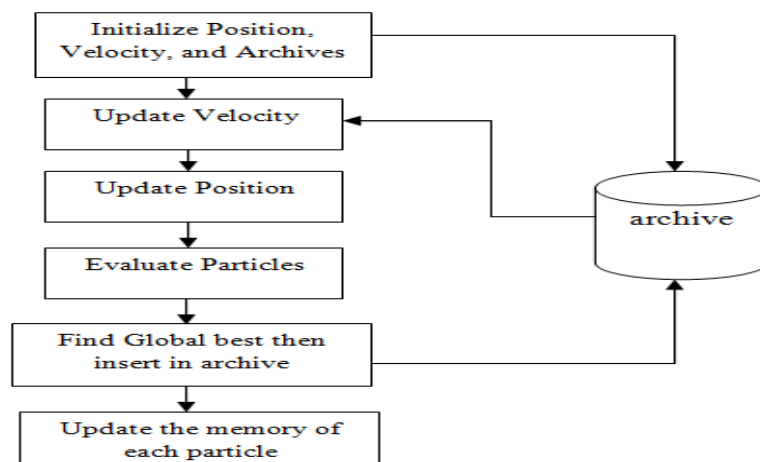 Initialize Position,
Velocity, and Archives
Update Velocity
Update Position
archive
Evaluate Particles
Find Global best then
insert in archive
Update the memory of
each particle